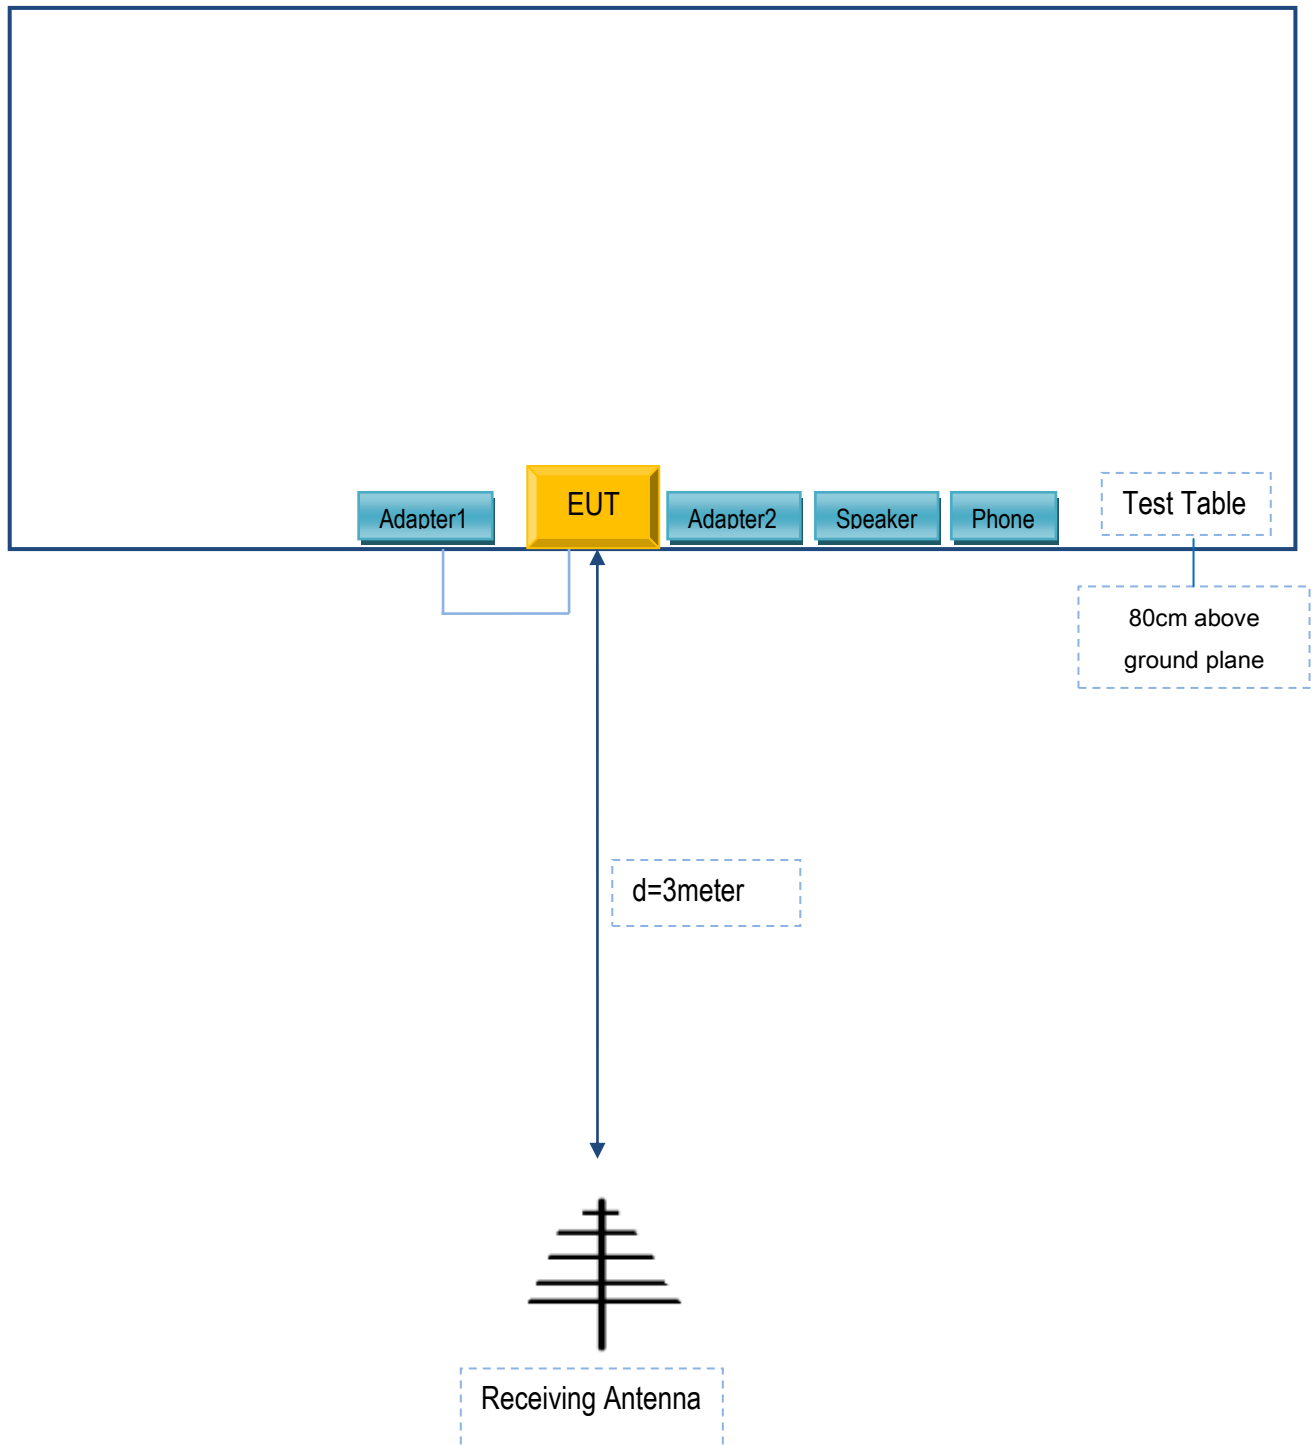 Adapter1
EUT
Adapter2
Speaker
Phone
Test Table
80cm above
ground plane
d=3meter
Receiving Antenna